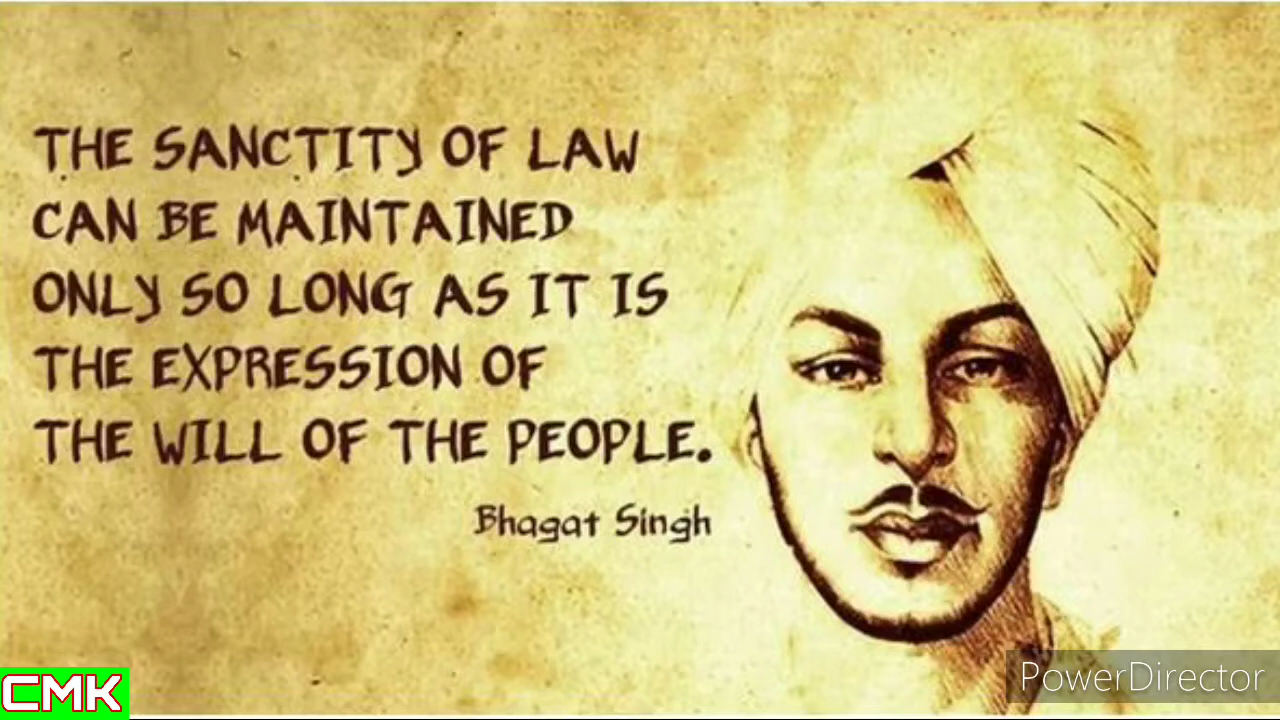 THE SANCTITY OF LAW
CAN BE MAINTAINED
ONLY SO LONG AS IT IS
THE EXPRESSION OF
THE WILL OF THE PEOPLE.
Bhagat Singh
CMK
PowerDirector